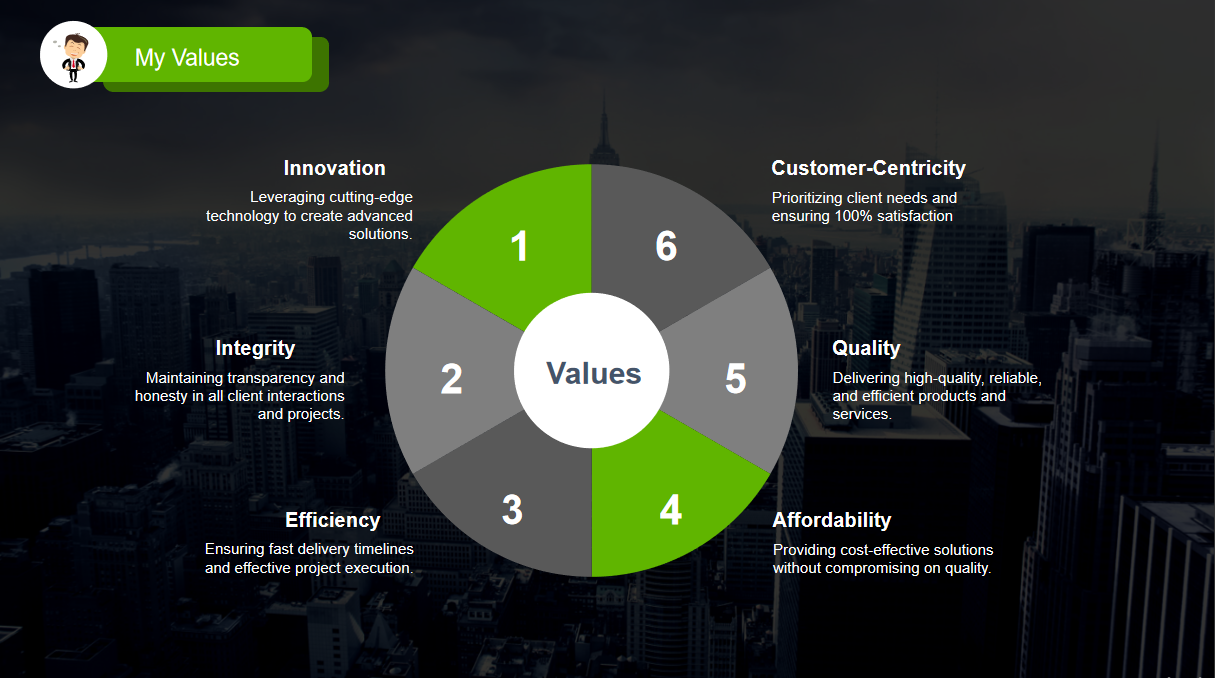 My Values
Innovation
Leveraging cutting-edge
technology to create advanced
solutions.
1
Integrity
Maintaining transparency and
honesty in all client interactions
and projects.
2
Efficiency
Ensuring fast delivery timelines
and effective project execution.
3
Values
4
Affordability
Providing cost-effective solutions
without compromising on quality.
5
Quality
Delivering high-quality, reliable,
and efficient products and
services.
6
Customer-Centricity
Prioritizing client needs and
ensuring 100% satisfaction